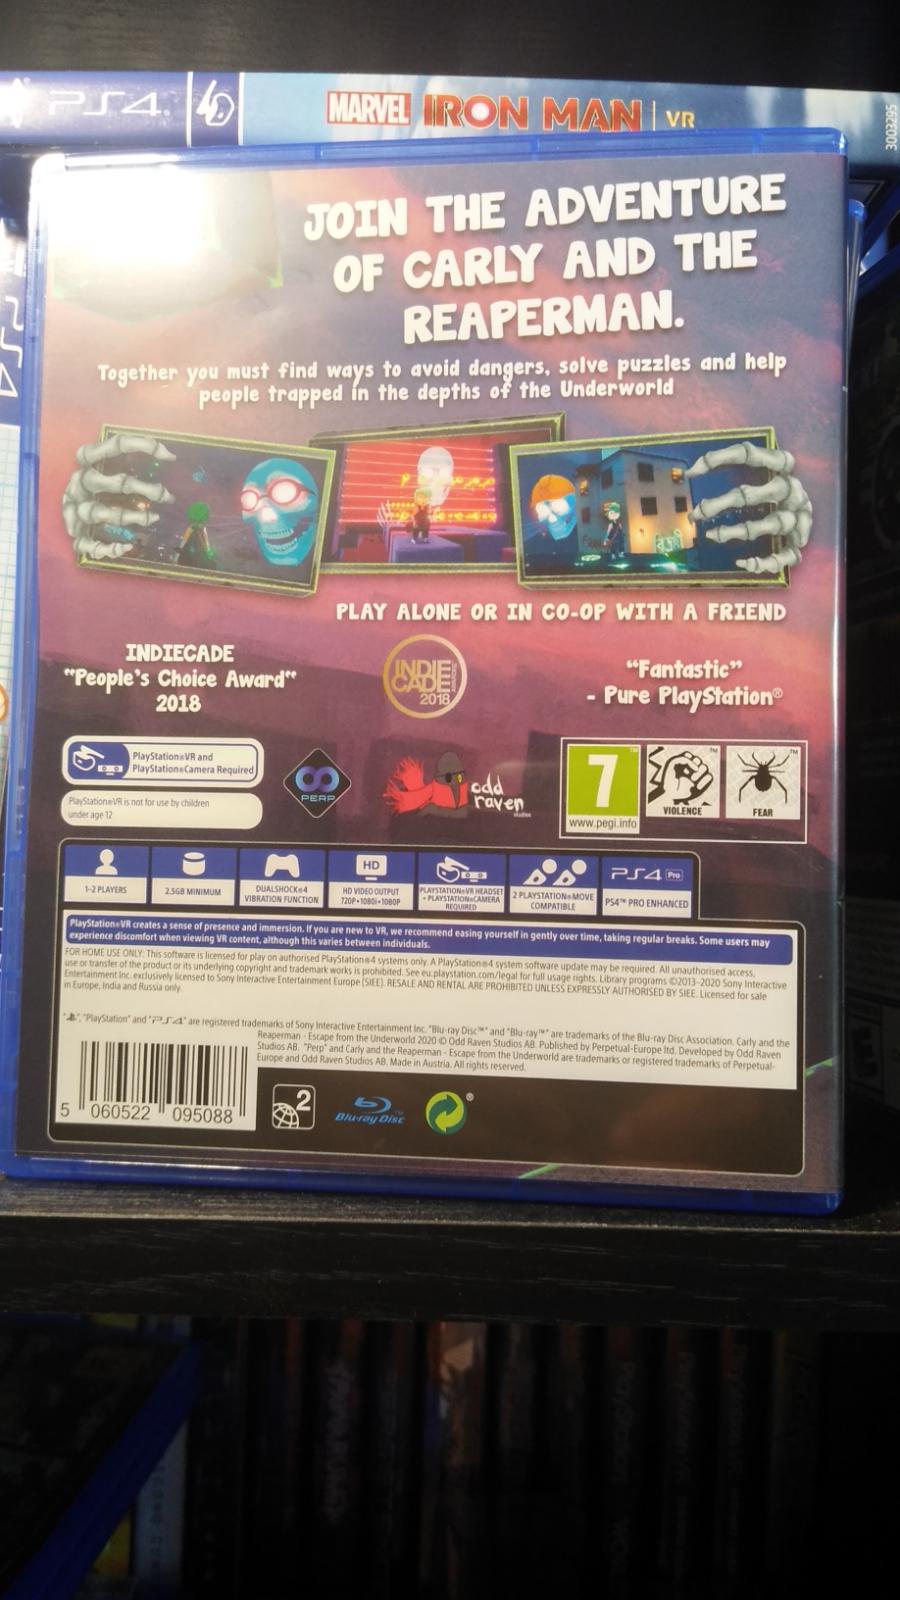 PS4
MARVEL IRON MAN VR
3003295
PS4
JOIN THE ADVENTURE
OF CARLY AND THE
REAPERMAN.
Together you must find ways to avoid dangers, solve puzzles and help
people trapped in the depths of the Underworld
PLAY ALONE OR IN CO-OP WITH A FRIEND
INDIECADE
"People's Choice Award"
2018
INDIE
CADE
2018
"Fantastic"
- Pure PlayStation®
PlayStation®VR and
PlayStation®Camera Required
PlayStation®VR is not for use by children
under age 12
PERP
odd
raven
studios
7
www.pegi.info
VIOLENCE
FEAR
1-2 PLAYERS
2.5GB MINIMUM
DUALSHOCK®4
VIBRATION FUNCTION
HD
HD VIDEO OUTPUT
720P•1080i•1080P
PLAYSTATION®VR HEADSET
+ PLAYSTATION®CAMERA
REQUIRED
2 PLAYSTATION®MOVE
COMPATIBLE
PS4 Pro
PS4™ PRO ENHANCED
PlayStation®VR creates a sense of presence and immersion. If you are new to VR, we recommend easing yourself in gently over time, taking regular breaks. Some users may
experience discomfort when viewing VR content, although this varies between individuals.
FOR HOME USE ONLY: This software is licensed for play on authorised PlayStation®4 systems only. A PlayStation®4 system software update may be required. All unauthorised access,
use or transfer of the product or its underlying copyright and trademark works is prohibited. See eu.playstation.com/legal for full usage rights. Library programs ©2013-2020 Sony Interactive
Entertainment Inc. exclusively licensed to Sony Interactive Entertainment Europe (SIEE). RESALE AND RENTAL ARE PROHIBITED UNLESS EXPRESSLY AUTHORISED BY SIEE. Licensed for sale
in Europe, India and Russia only.
"", "PlayStation" and "PS4" are registered trademarks of Sony Interactive Entertainment Inc. "Blu-ray Disc™" and "Blu-ray™" are trademarks of the Blu-ray Disc Association. Carly and the
Reaperman - Escape from the Underworld 2020 © Odd Raven Studios AB. Published by Perpetual-Europe ltd. Developed by Odd Raven
Studios AB. "Perp" and Carly and the Reaperman - Escape from the Underworld are trademarks or registered trademarks of Perpetual-
Europe and Odd Raven Studios AB. Made in Austria. All rights reserved.
5 060522 095088
2
Blu-ray Disc™
®